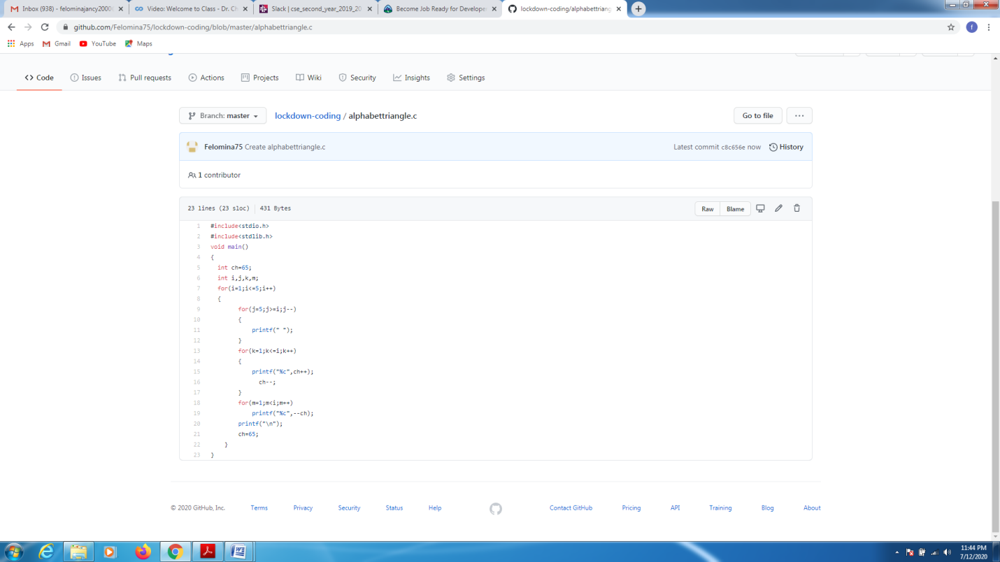 Inbox (938) - felominajancy2000
Video: Welcome to Class - Dr. Ch
Slack | cse_second_year_2019_20
Become Job Ready for Develope
lockdown-coding/alphabettriang
github.com/Felomina75/lockdown-coding/blob/master/alphabettriangle.c
f
Apps Gmail YouTube Maps
Code Issues Pull requests Actions Projects Wiki Security Insights Settings
Branch: master lockdown-coding / alphabettriangle.c Go to file ...
Felomina75 Create alphabettriangle.c Latest commit c8c656e now History
1 contributor
23 lines (23 sloc) 431 Bytes Raw Blame
1 #include<stdio.h>
2 #include<stdlib.h>
3 void main()
4 {
5 int ch=65;
6 int i,j,k,m;
7 for(i=1;i<=5;i++)
8 {
9 for(j=5;j>=i;j--)
10 {
11 printf(" ");
12 }
13 for(k=1;k<=i;k++)
14 {
15 printf("%c",ch++);
16 ch--;
17 }
18 for(m=1;m<i;m++)
19 printf("%c",--ch);
20 printf("\n");
21 ch=65;
22 }
23 }
© 2020 GitHub, Inc. Terms Privacy Security Status Help Contact GitHub Pricing API Training Blog About
11:44 PM
7/12/2020